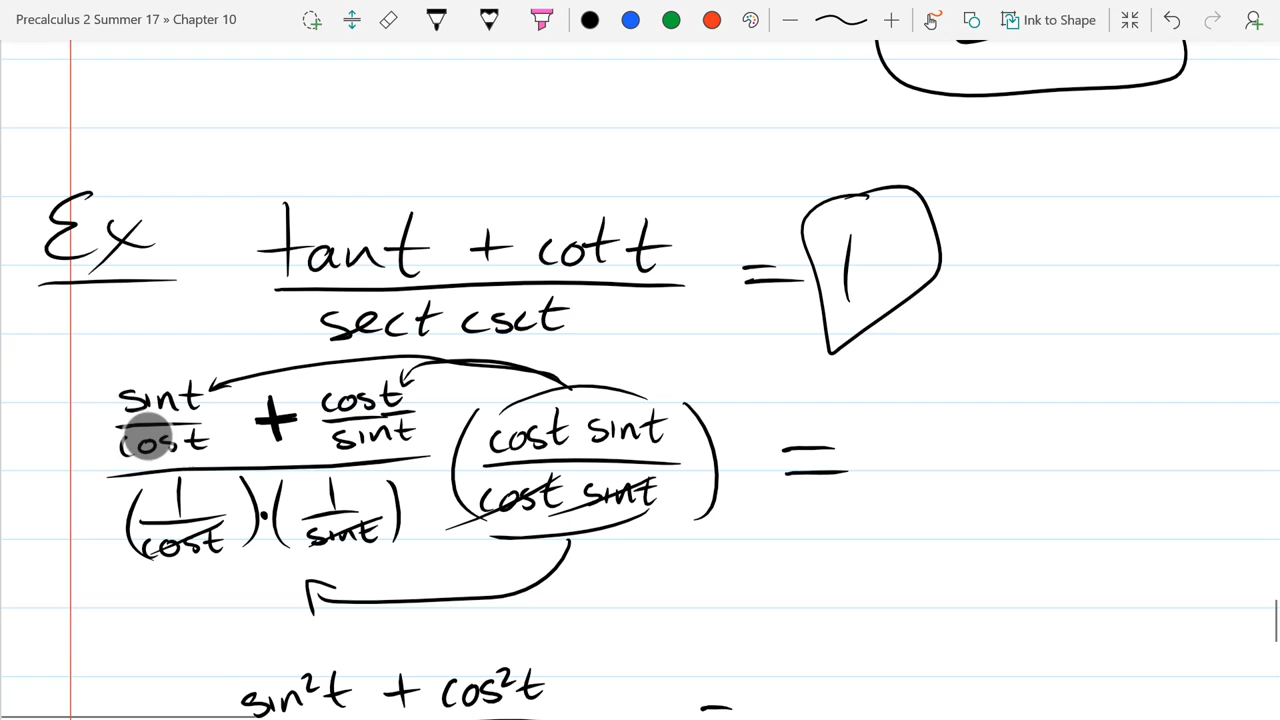 Precalculus 2 Summer 17 » Chapter 10
Ink to Shape
Ex tant + cott = 1
sect csct
sint/cost + cost/sint (cost sint =
(1/cost)·(1/sint) cost sint)
sin²t + cos²t =